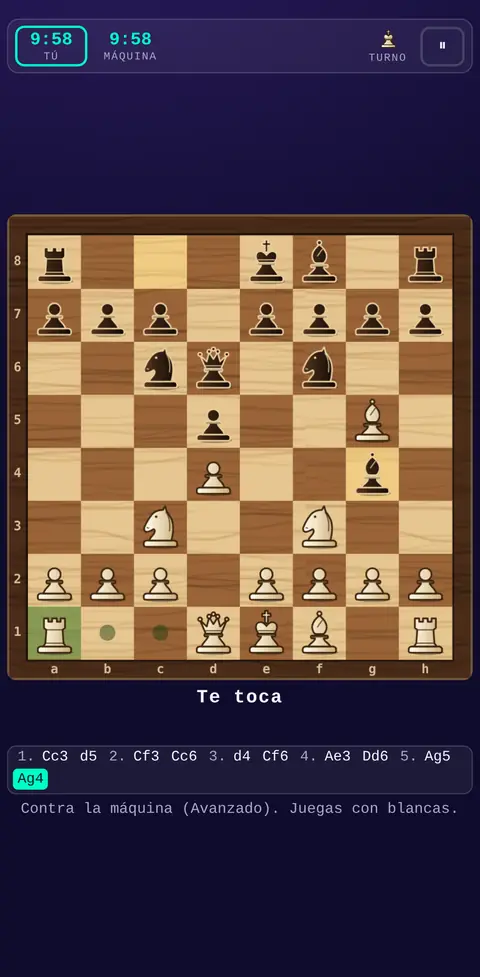 9:58 9:58
TÚ MÁQUINA TURNO
8
7
6
5
4
3
2
1
a b c d e f g h
Te toca
1. Cc3 d5 2. Cf3 Cc6 3. d4 Cf6 4. Ae3 Dd6 5. Ag5
Ag4
Contra la máquina (Avanzado). Juegas con blancas.